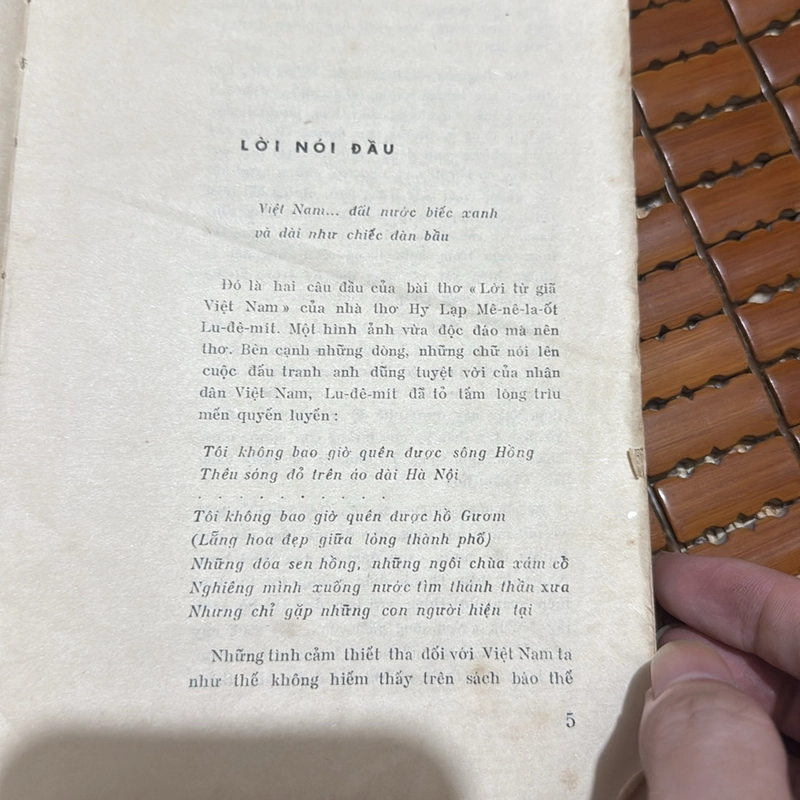 LỜI NÓI ĐẦU
Việt Nam... đất nước biếc xanh
và dài như chiếc đàn bầu
Đó là hai câu đầu của bài thơ «Lời từ giã
Việt Nam» của nhà thơ Hy Lạp Mê-nê-la-ốt
Lu-đê-mít. Một hình ảnh vừa độc đáo mà nên
thơ. Bên cạnh những dòng, những chữ nói lên
cuộc đấu tranh anh dũng tuyệt vời của nhân
dân Việt Nam, Lu-đê-mít đã tỏ tấm lòng trìu
mến quyến luyến :
Tôi không bao giờ quên được sông Hồng
Thêu sóng đỏ trên áo dài Hà Nội
. . . . . . . . . .
Tôi không bao giờ quên được hồ Gươm
(Lẵng hoa đẹp giữa lòng thành phố)
Những đóa sen hồng, những ngôi chùa xám cổ
Nghiêng mình xuống nước tìm thánh thần xưa
Nhưng chỉ gặp những con người hiện tại
Những tình cảm thiết tha đối với Việt Nam ta
như thế không hiếm thấy trên sách báo thế
5